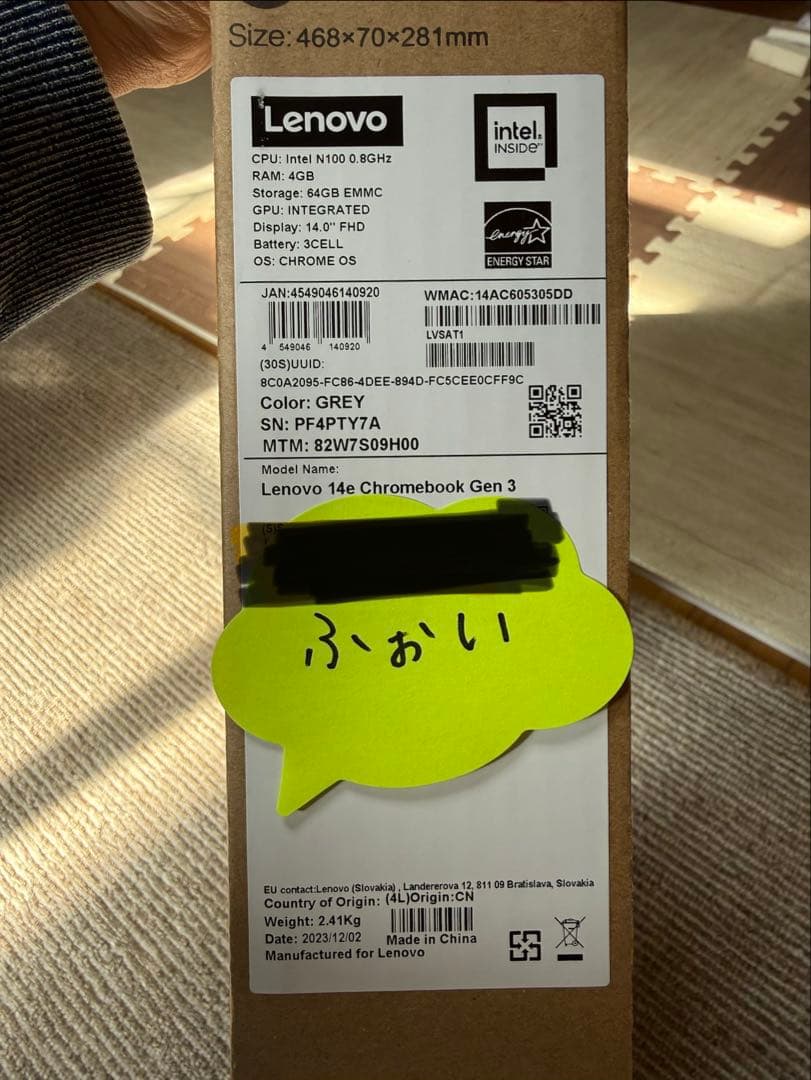 Size: 468×70×281mm
Lenovo
intel.
INSIDE™
CPU: Intel N100 0.8GHz
RAM: 4GB
Storage: 64GB EMMC
GPU: INTEGRATED
Display: 14.0" FHD
Battery: 3CELL
OS: CHROME OS
energy
ENERGY STAR
JAN:4549046140920
4 549046 140920
WMAC:14AC605305DD
LVSAT1
(30S)UUID:
8C0A2095-FC86-4DEE-894D-FC5CEE0CFF9C
Color: GREY
SN: PF4PTY7A
MTM: 82W7S09H00
Model Name:
Lenovo 14e Chromebook Gen 3
ふぉい
EU contact:Lenovo (Slovakia) , Landererova 12, 811 09 Bratislava, Slovakia
Country of Origin: (4L)Origin:CN
Weight: 2.41Kg
Date: 2023/12/02 Made in China
Manufactured for Lenovo